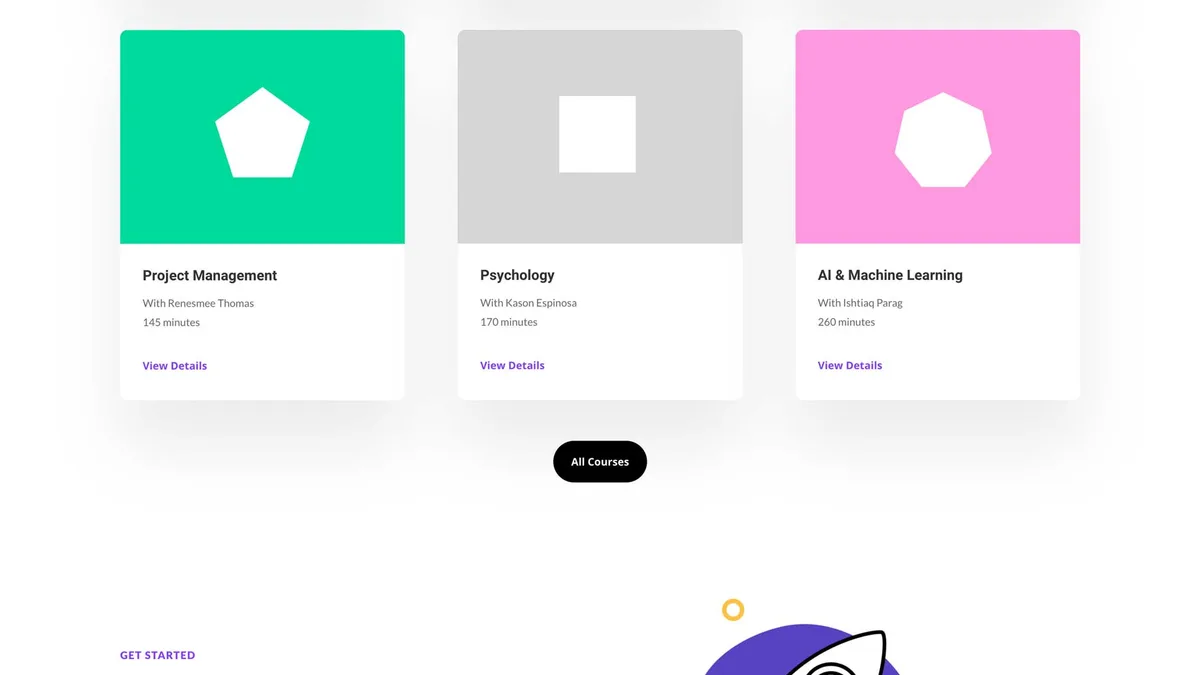 Project Management
With Renesmee Thomas
145 minutes
View Details
Psychology
With Kason Espinosa
170 minutes
View Details
AI & Machine Learning
With Ishtiaq Parag
260 minutes
View Details
All Courses
GET STARTED